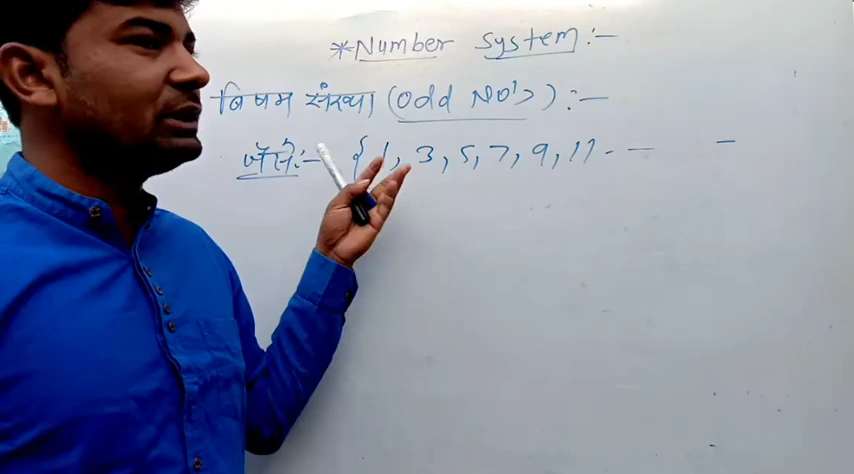 *Number System:-
विषम संख्या (Odd No's):-
जैसे:- { 1, 3, 5, 7, 9, 11 - - -